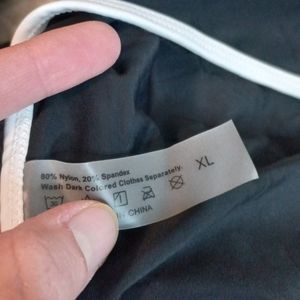 80% Nylon, 20% Spandex
Wash Dark Colored Clothes Separately.
XL
IN CHINA